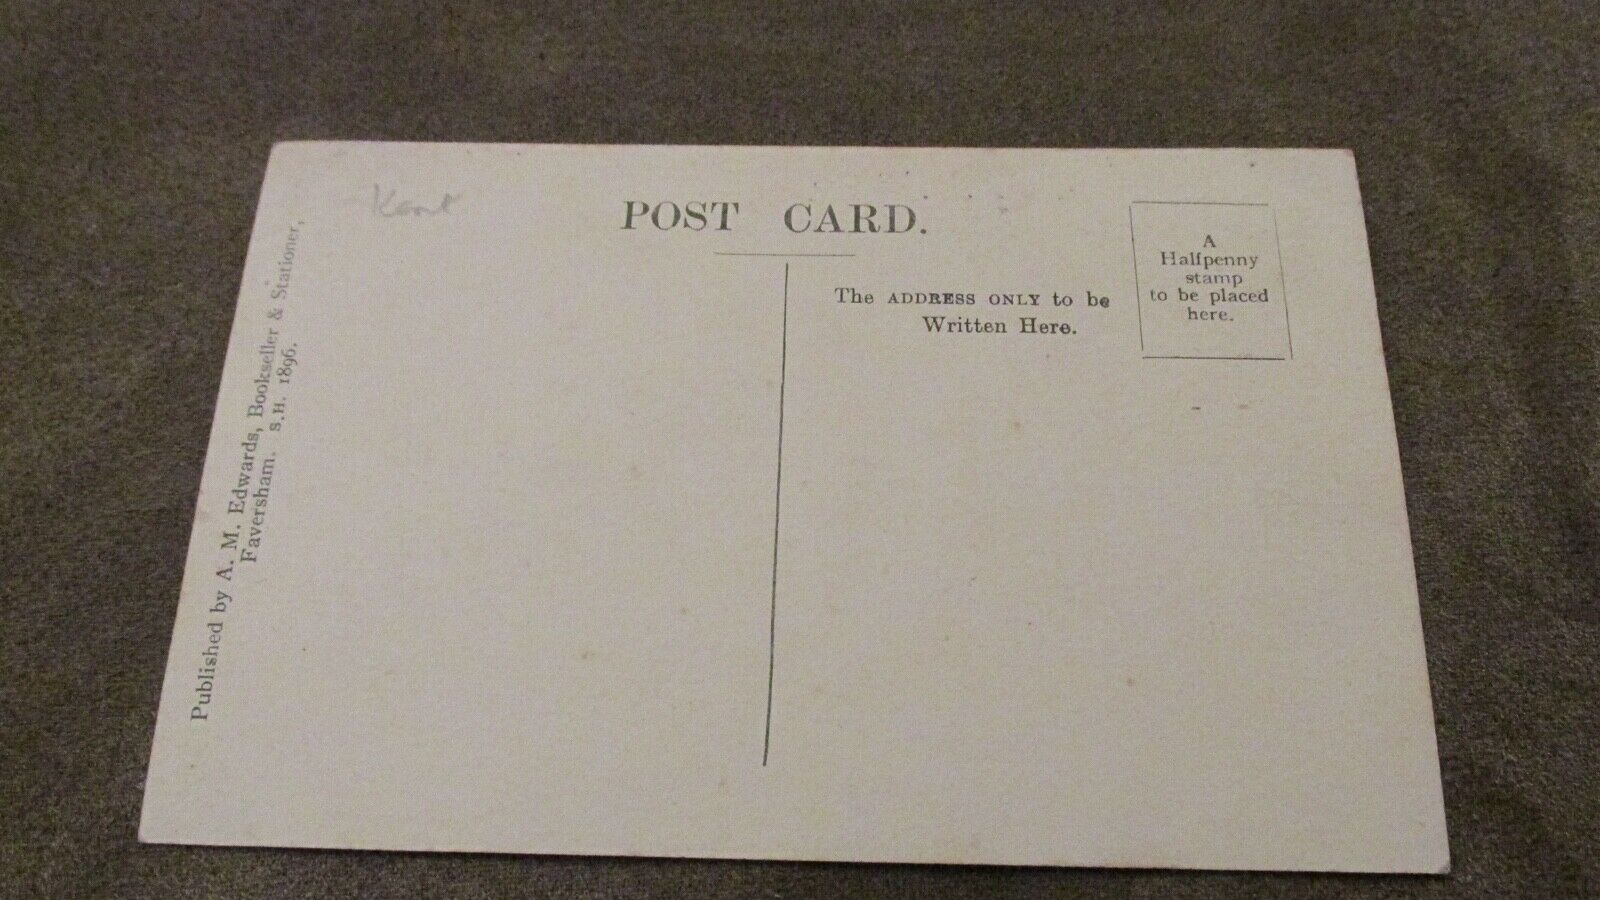 Kent
POST CARD.
A
Halfpenny
stamp
to be placed
here.
The ADDRESS ONLY to be
Written Here.
Published by A. M. Edwards, Bookseller & Stationer,
Faversham. S.H. 1896.